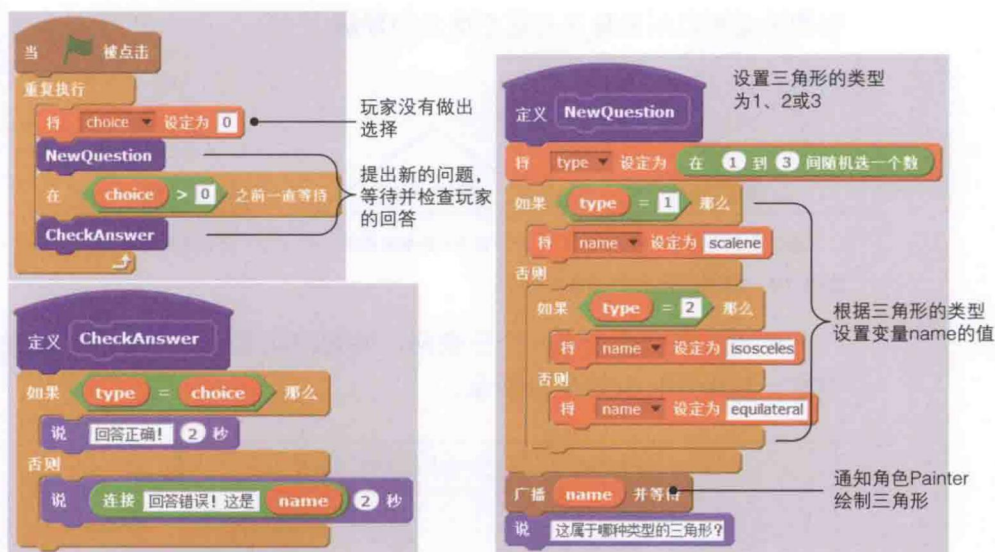 当 被点击
重复执行
将 choice 设定为 0
NewQuestion
在 choice > 0 之前一直等待
CheckAnswer
玩家没有做出
选择
提出新的问题,
等待并检查玩家
的回答
定义 CheckAnswer
如果 type = choice 那么
说 回答正确! 2 秒
否则
说 连接 回答错误!这是 name 2 秒
设置三角形的类型
为1、2或3
定义 NewQuestion
将 type 设定为 在 1 到 3 间随机选一个数
如果 type = 1 那么
将 name 设定为 scalene
否则
如果 type = 2 那么
将 name 设定为 isosceles
否则
将 name 设定为 equilateral
根据三角形的类型
设置变量name的值
广播 name 并等待
说 这属于哪种类型的三角形?
通知角色Painter
绘制三角形